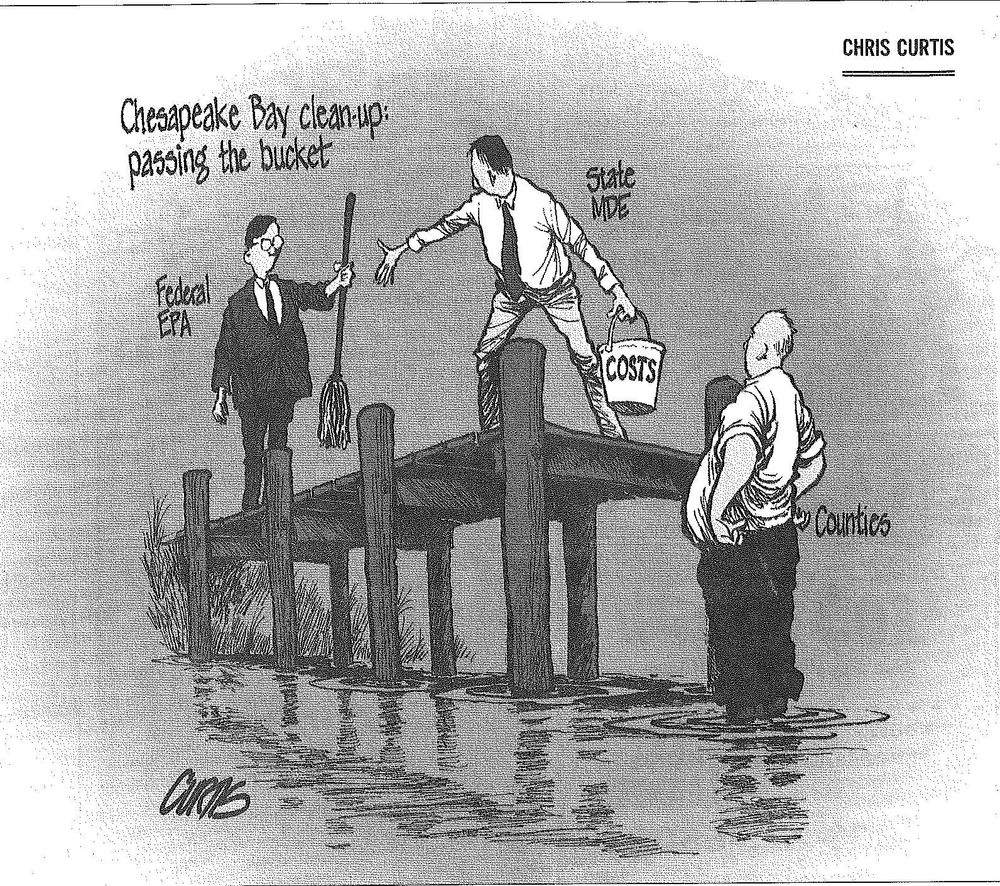 CHRIS CURTIS
Chesapeake Bay clean-up:
passing the bucket
State
MDE
Federal
EPA
COSTS
Counties
CURTIS